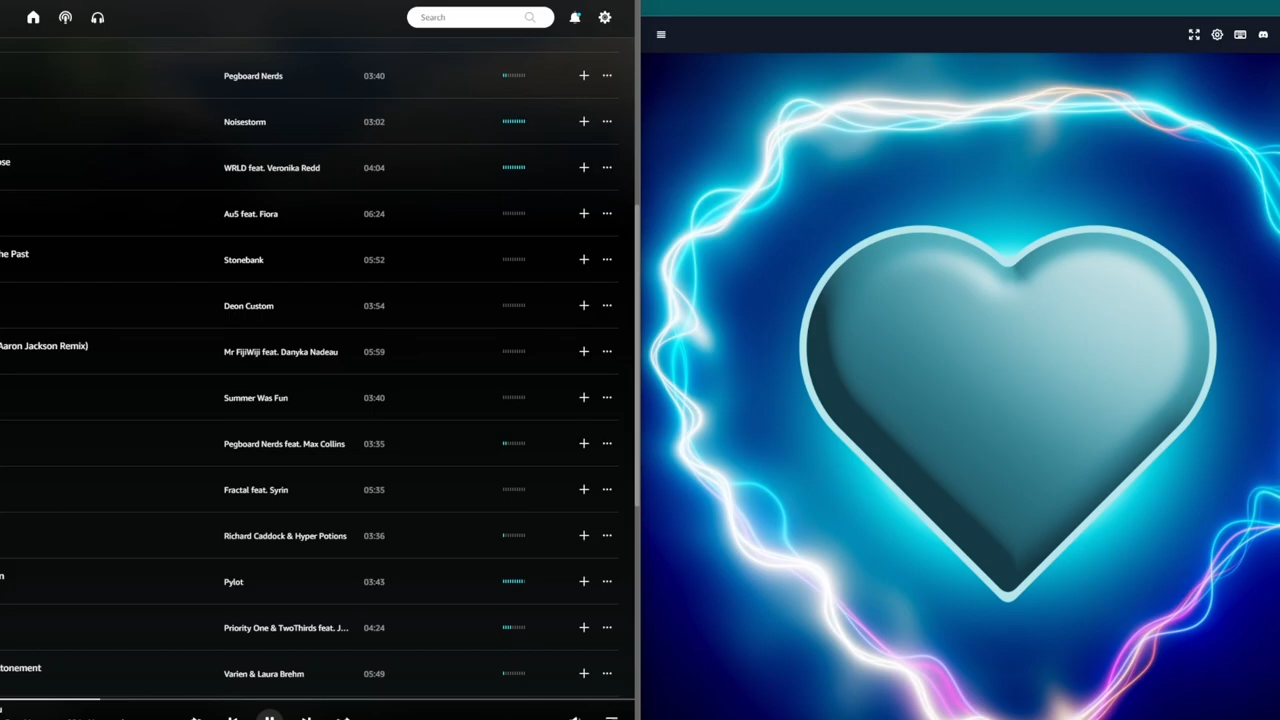 Search
Pegboard Nerds 03:40
Noisestorm 03:02
ose WRLD feat. Veronika Redd 04:04
Au5 feat. Fiora 06:24
he Past Stonebank 05:52
Deon Custom 03:54
Aaron Jackson Remix) Mr FijiWiji feat. Danyka Nadeau 05:59
Summer Was Fun 03:40
Pegboard Nerds feat. Max Collins 03:35
Fractal feat. Syrin 05:35
Richard Caddock & Hyper Potions 03:36
n Pylot 03:43
Priority One & TwoThirds feat. J... 04:24
tonement Varien & Laura Brehm 05:49